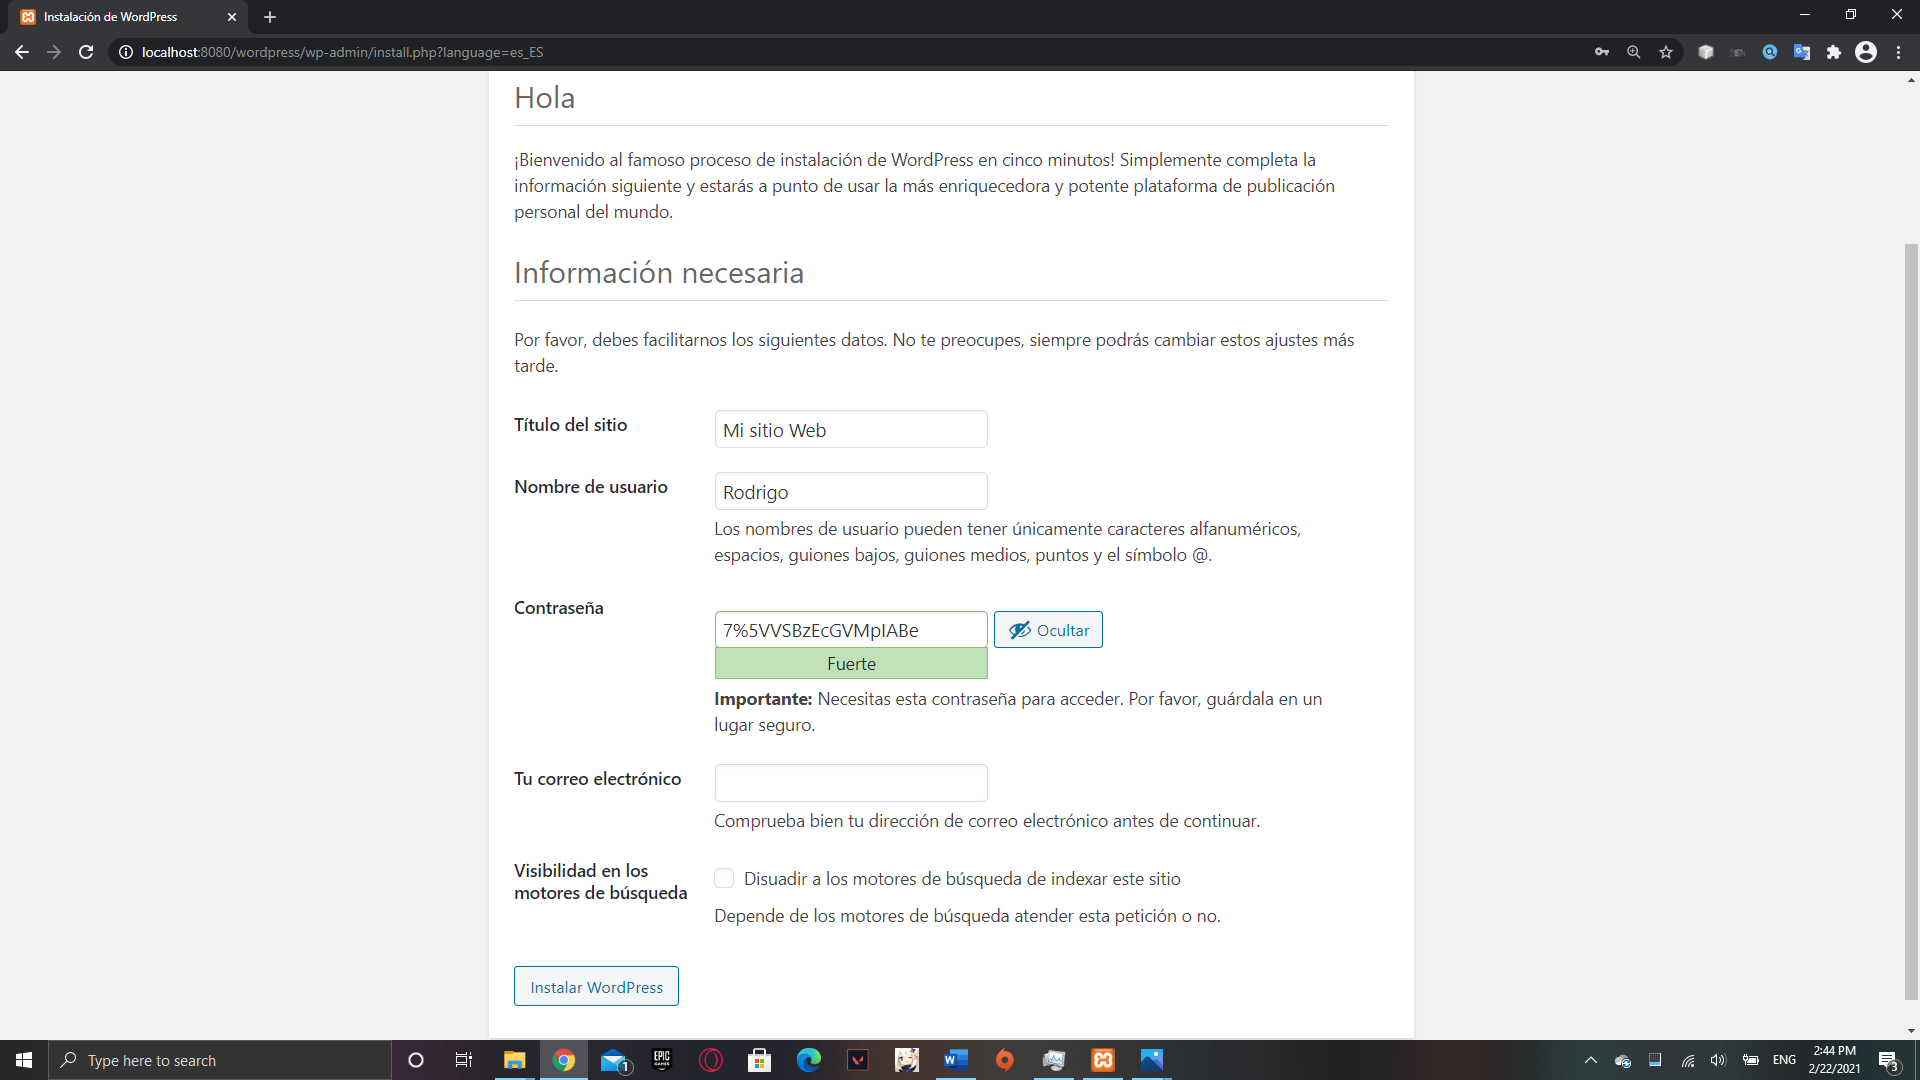 Instalación de WordPress
localhost:8080/wordpress/wp-admin/install.php?language=es_ES
Hola
¡Bienvenido al famoso proceso de instalación de WordPress en cinco minutos! Simplemente completa la
información siguiente y estarás a punto de usar la más enriquecedora y potente plataforma de publicación
personal del mundo.
Información necesaria
Por favor, debes facilitarnos los siguientes datos. No te preocupes, siempre podrás cambiar estos ajustes más
tarde.
Título del sitio
Mi sitio Web
Nombre de usuario
Rodrigo
Los nombres de usuario pueden tener únicamente caracteres alfanuméricos,
espacios, guiones bajos, guiones medios, puntos y el símbolo @.
Contraseña
7%5VVSBzEcGVMpIABe
Ocultar
Fuerte
Importante: Necesitas esta contraseña para acceder. Por favor, guárdala en un
lugar seguro.
Tu correo electrónico
Comprueba bien tu dirección de correo electrónico antes de continuar.
Visibilidad en los
motores de búsqueda
Disuadir a los motores de búsqueda de indexar este sitio
Depende de los motores de búsqueda atender esta petición o no.
Instalar WordPress
Type here to search
1
EPIC
GAMES
W
ENG
2:44 PM
2/22/2021
3